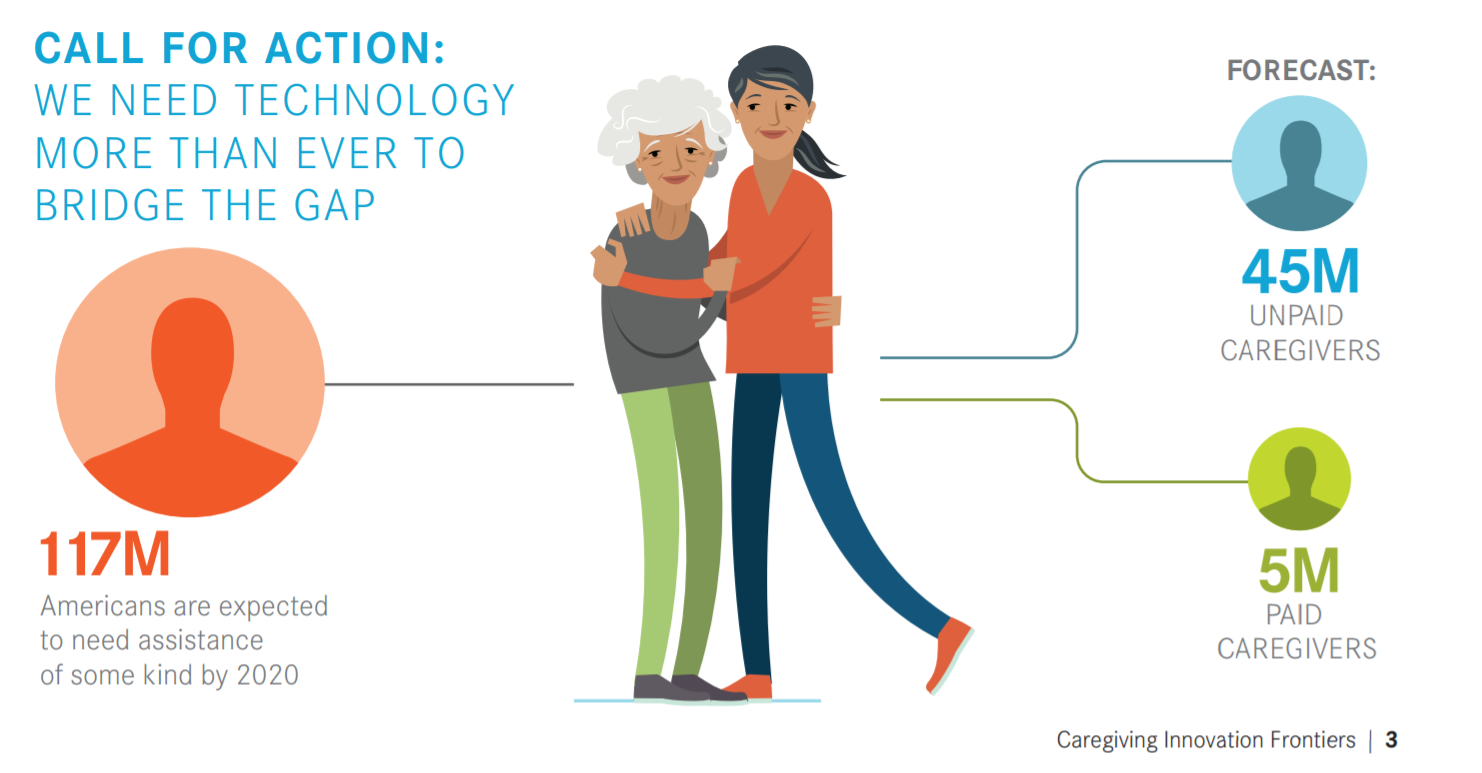 CALL FOR ACTION:
WE NEED TECHNOLOGY
MORE THAN EVER TO
BRIDGE THE GAP
117M
Americans are expected
to need assistance
of some kind by 2020
FORECAST:
45M
UNPAID
CAREGIVERS
5M
PAID
CAREGIVERS
Caregiving Innovation Frontiers | 3